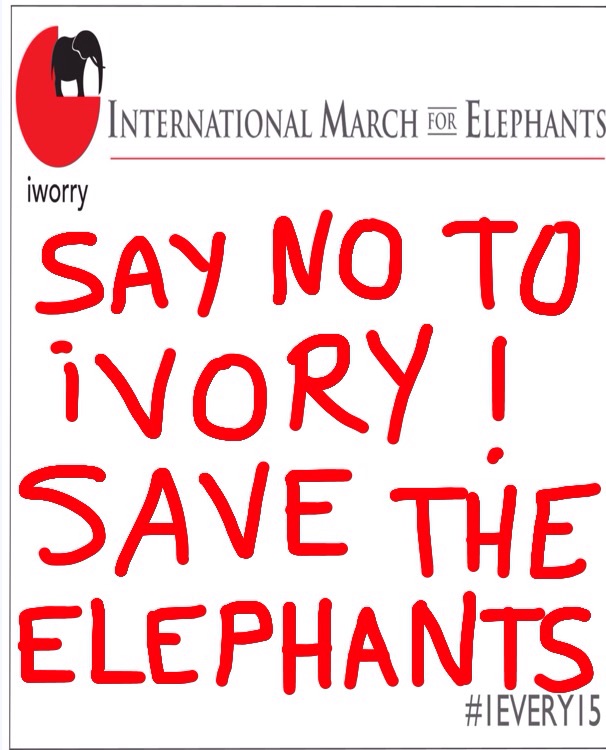 INTERNATIONAL MARCH FOR ELEPHANTS
iworry
SAY NO TO
iVORY !
SAVE THE
ELEPHANTS
#1EVERY15